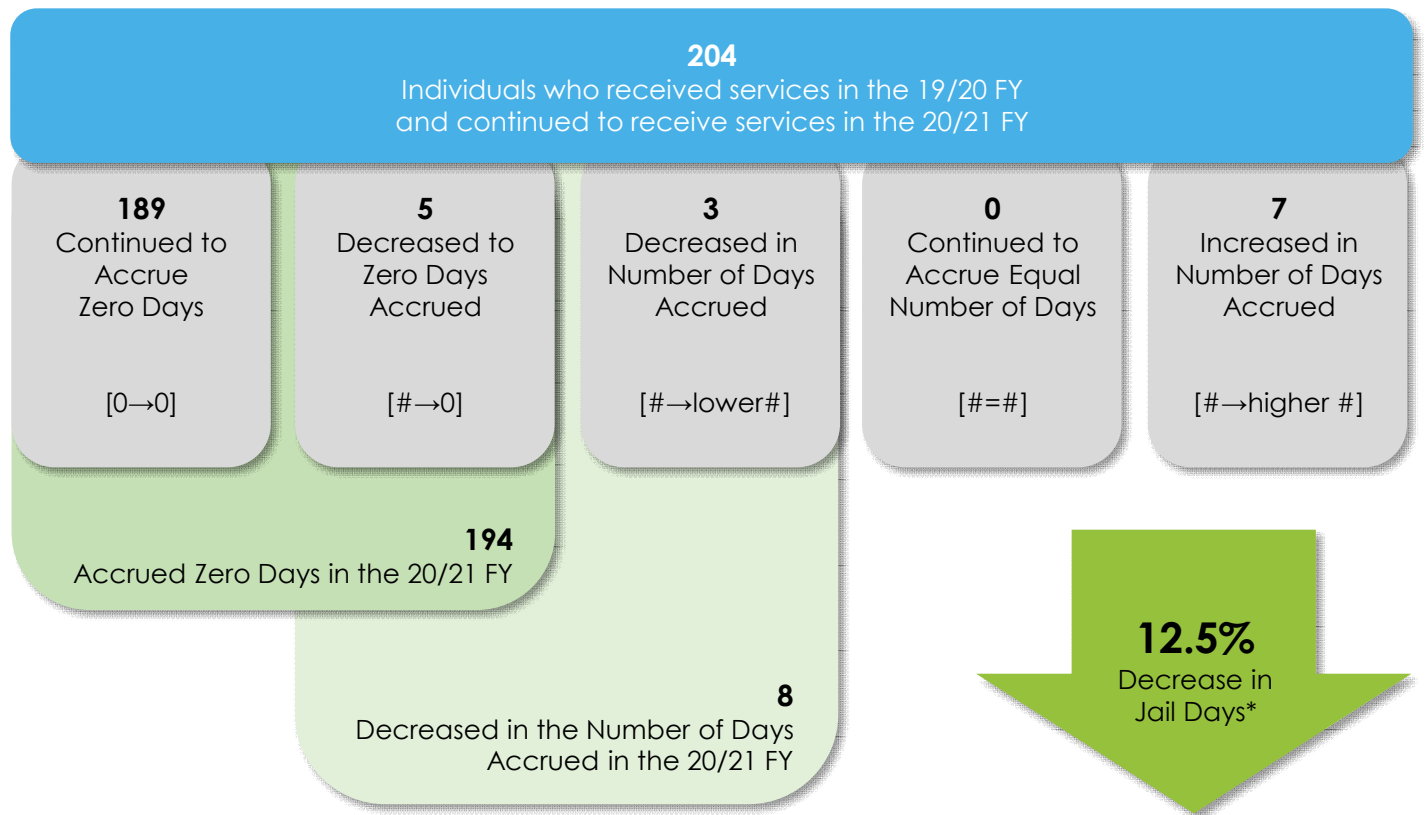 204
Individuals who received services in the 19/20 FY
and continued to receive services in the 20/21 FY
189
Continued to
Accrue
Zero Days
[0→0]
5
Decreased to
Zero Days
Accrued
[#→0]
3
Decreased in
Number of Days
Accrued
[#→lower#]
0
Continued to
Accrue Equal
Number of Days
[#=#]
7
Increased in
Number of Days
Accrued
[#→higher #]
194
Accrued Zero Days in the 20/21 FY
8
Decreased in the Number of Days
Accrued in the 20/21 FY
12.5%
Decrease in
Jail Days*